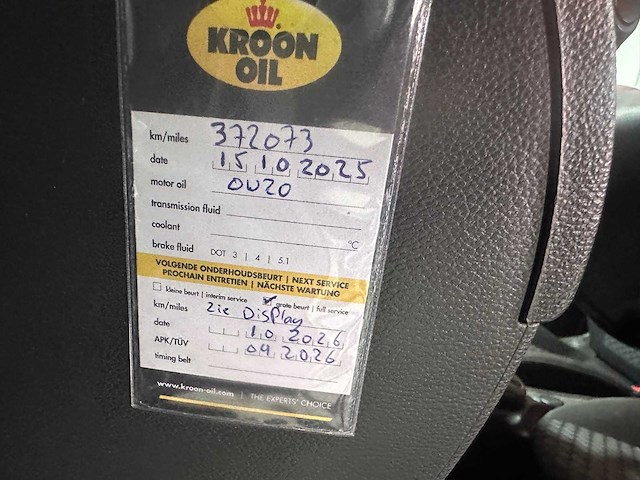 KROON
OIL
km/miles 372073
date 15 10 2025
motor oil 0W20
transmission fluid
coolant °C
brake fluid DOT 3 | 4 | 5.1
VOLGENDE ONDERHOUDSBEURT | NEXT SERVICE
PROCHAIN ENTRETIEN | NÄCHSTE WARTUNG
kleine beurt | interim service grote beurt | full service
km/miles Zie Display
date 10 2026
APK/TÜV 09 2026
timing belt
www.kroon-oil.com | THE EXPERTS' CHOICE